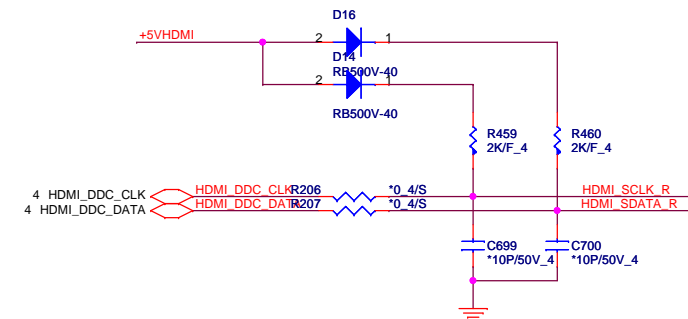 D16
+5VHDMI
2
1
D14
RB500V-40
2
1
RB500V-40
R459
2K/F_4
R460
2K/F_4
4 HDMI_DDC_CLK
HDMI_DDC_CLK
R206
*0_4/S
HDMI_SCLK_R
4 HDMI_DDC_DATA
HDMI_DDC_DATA
R207
*0_4/S
HDMI_SDATA_R
C699
*10P/50V_4
C700
*10P/50V_4